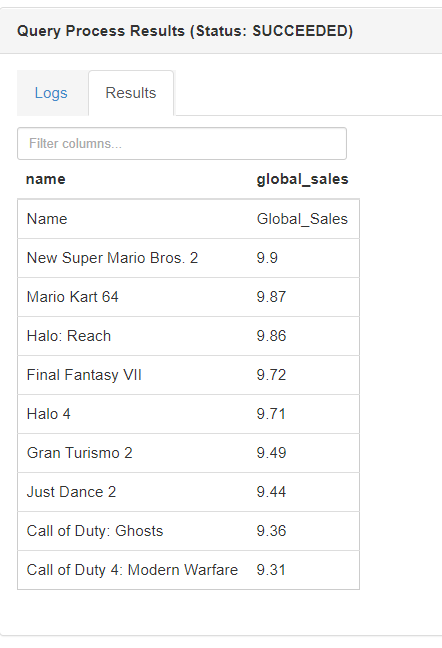 Query Process Results (Status: SUCCEEDED)
Logs Results
Filter columns...
name global_sales
Name Global_Sales
New Super Mario Bros. 2 9.9
Mario Kart 64 9.87
Halo: Reach 9.86
Final Fantasy VII 9.72
Halo 4 9.71
Gran Turismo 2 9.49
Just Dance 2 9.44
Call of Duty: Ghosts 9.36
Call of Duty 4: Modern Warfare 9.31